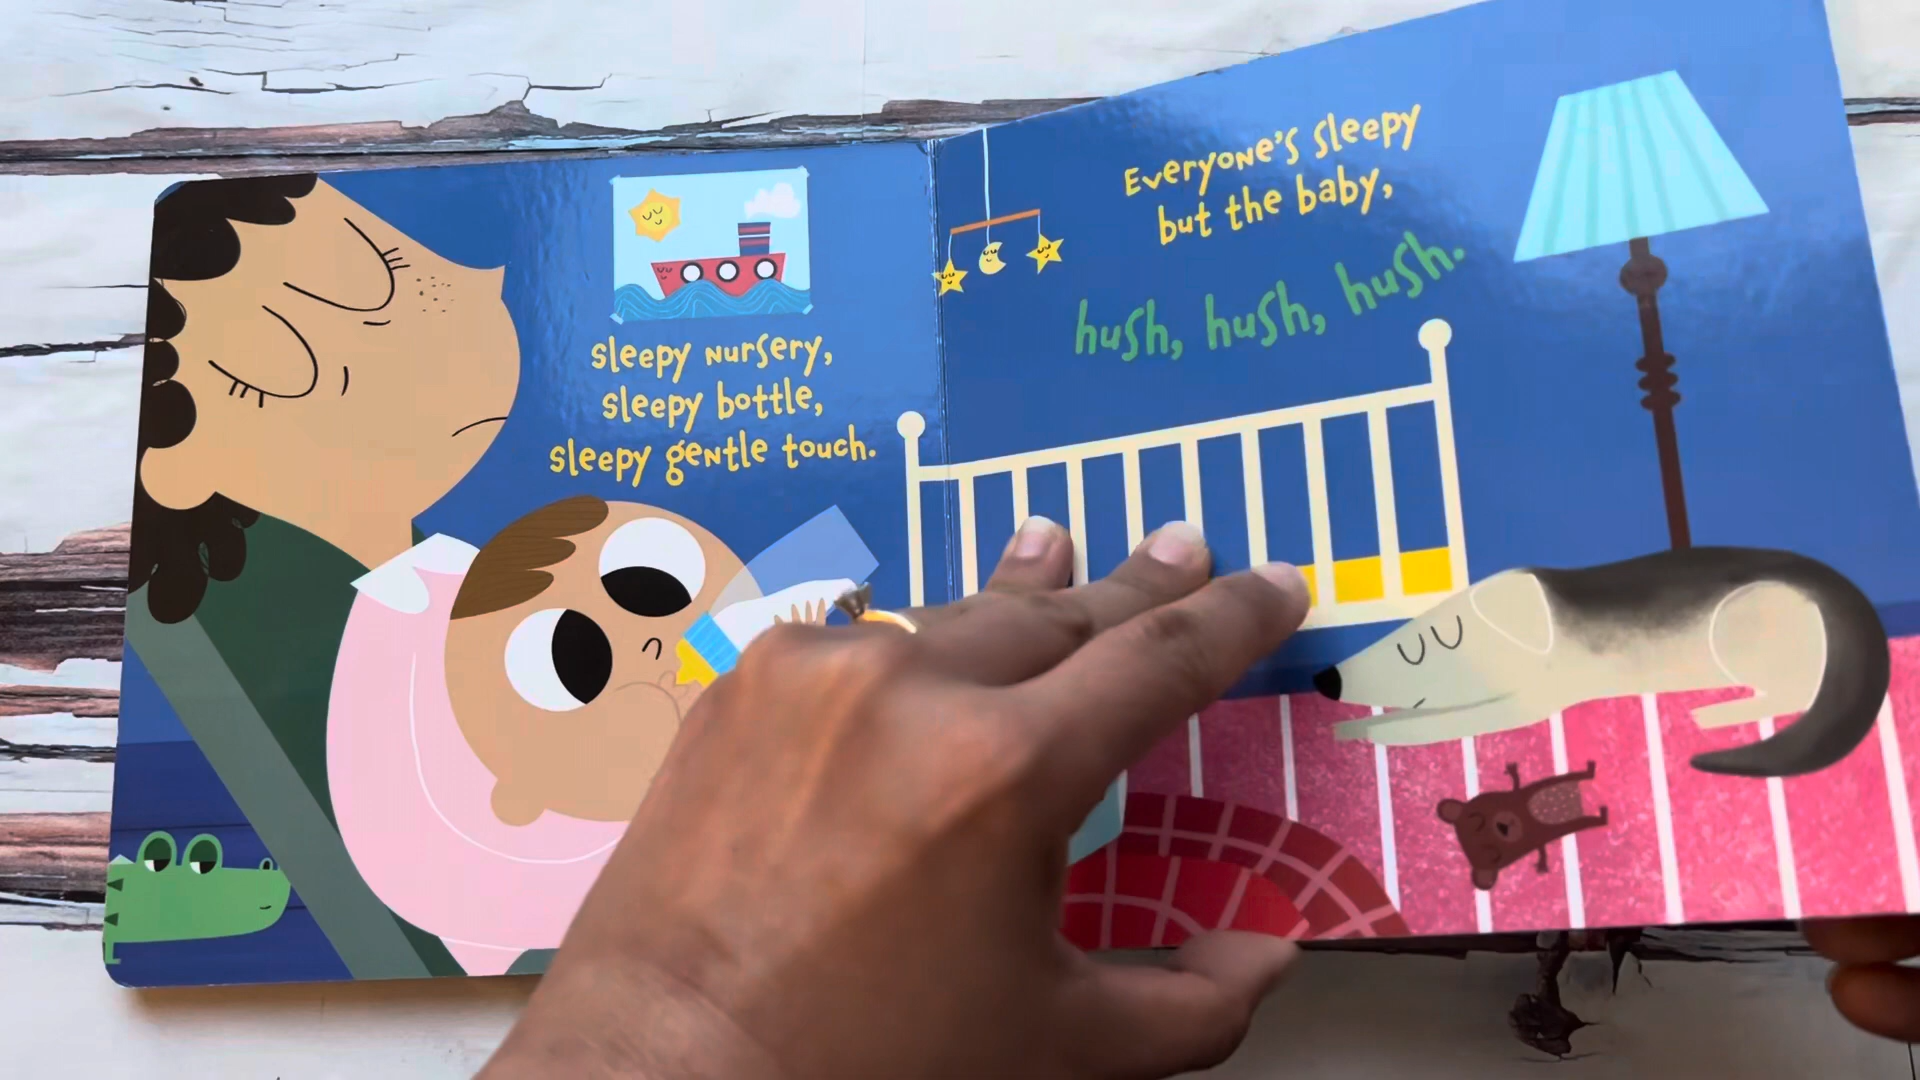 sleepy nursery,
sleepy bottle,
sleepy gentle touch.
Everyone's sleepy
but the baby,
hush, hush, hush.